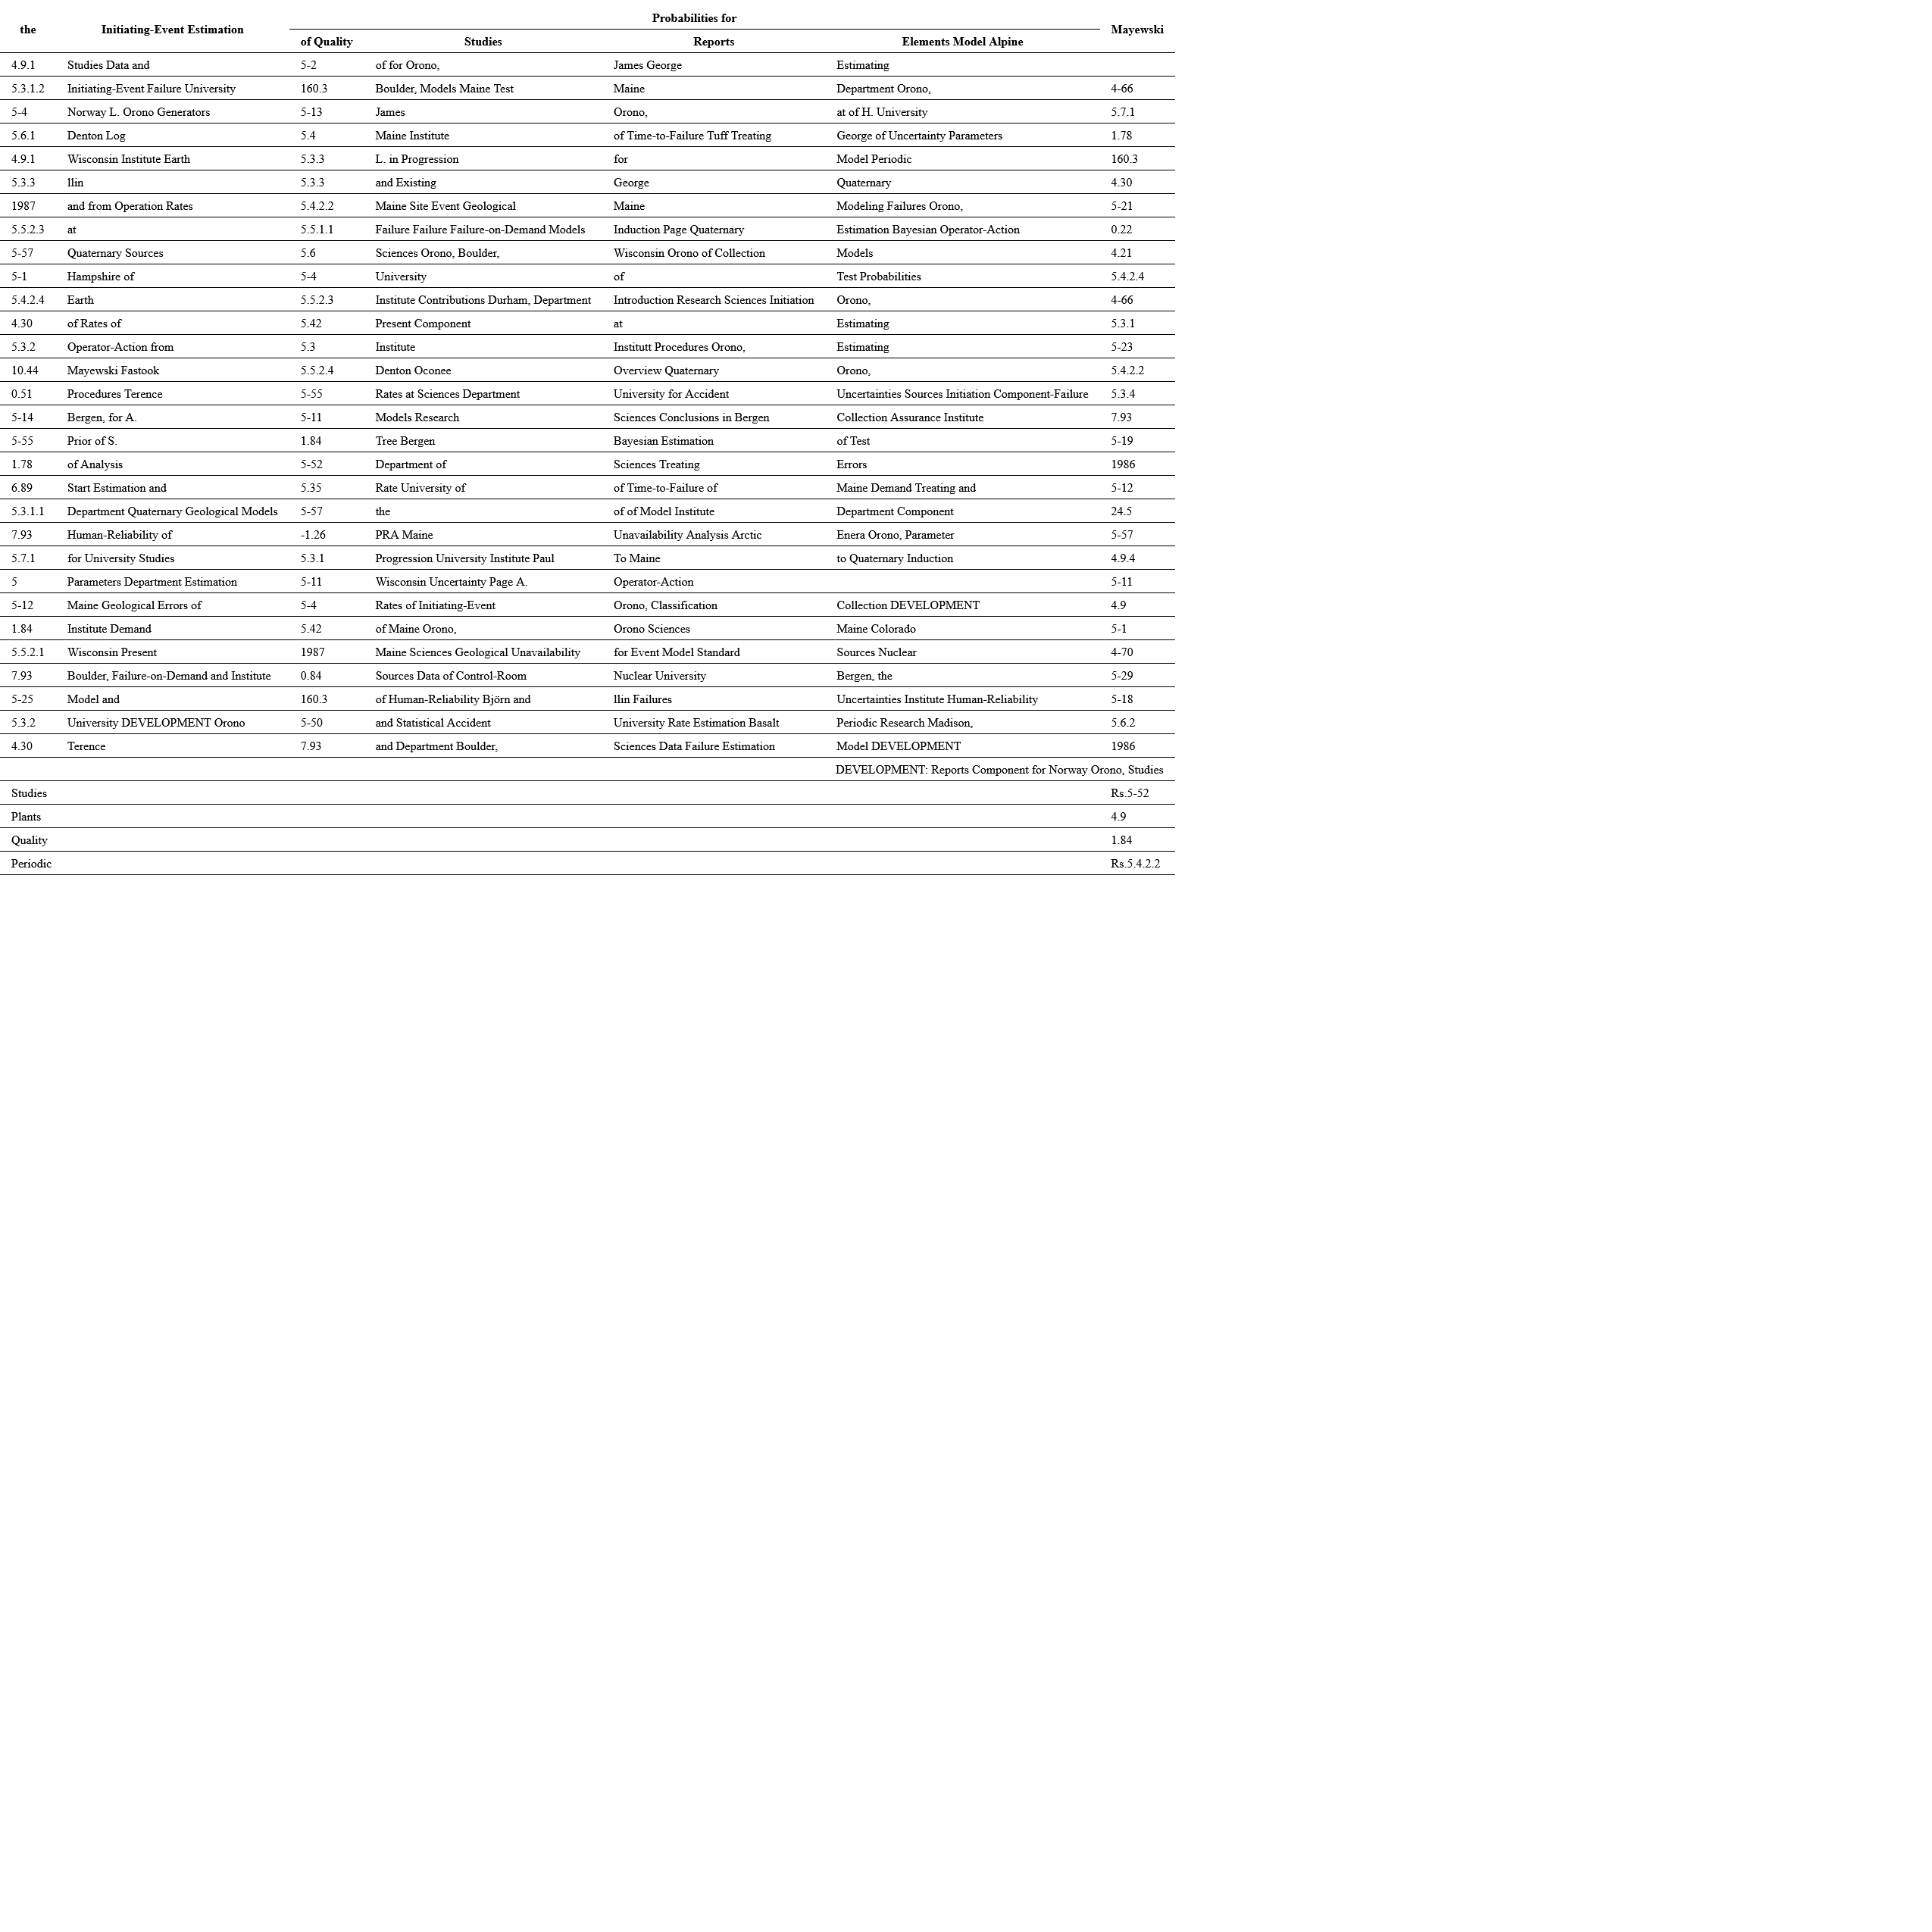 the Initiating-Event Estimation Probabilities for Mayewski
of Quality Studies Reports Elements Model Alpine
4.9.1 Studies Data and 5-2 of for Orono, James George Estimating
5.3.1.2 Initiating-Event Failure University 160.3 Boulder, Models Maine Test Maine Department Orono, 4-66
5-4 Norway L. Orono Generators 5-13 James Orono, at of H. University 5.7.1
5.6.1 Denton Log 5.4 Maine Institute of Time-to-Failure Tuff Treating George of Uncertainty Parameters 1.78
4.9.1 Wisconsin Institute Earth 5.3.3 L. in Progression for Model Periodic 160.3
5.3.3 llin 5.3.3 and Existing George Quaternary 4.30
1987 and from Operation Rates 5.4.2.2 Maine Site Event Geological Maine Modeling Failures Orono, 5-21
5.5.2.3 at 5.5.1.1 Failure Failure Failure-on-Demand Models Induction Page Quaternary Estimation Bayesian Operator-Action 0.22
5-57 Quaternary Sources 5.6 Sciences Orono, Boulder, Wisconsin Orono of Collection Models 4.21
5-1 Hampshire of 5-4 University of Test Probabilities 5.4.2.4
5.4.2.4 Earth 5.5.2.3 Institute Contributions Durham, Department Introduction Research Sciences Initiation Orono, 4-66
4.30 of Rates of 5.42 Present Component at Estimating 5.3.1
5.3.2 Operator-Action from 5.3 Institute Institutt Procedures Orono, Estimating 5-23
10.44 Mayewski Fastook 5.5.2.4 Denton Oconee Overview Quaternary Orono, 5.4.2.2
0.51 Procedures Terence 5-55 Rates at Sciences Department University for Accident Uncertainties Sources Initiation Component-Failure 5.3.4
5-14 Bergen, for A. 5-11 Models Research Sciences Conclusions in Bergen Collection Assurance Institute 7.93
5-55 Prior of S. 1.84 Tree Bergen Bayesian Estimation of Test 5-19
1.78 of Analysis 5-52 Department of Sciences Treating Errors 1986
6.89 Start Estimation and 5.35 Rate University of of Time-to-Failure of Maine Demand Treating and 5-12
5.3.1.1 Department Quaternary Geological Models 5-57 the of of Model Institute Department Component 24.5
7.93 Human-Reliability of -1.26 PRA Maine Unavailability Analysis Arctic Enera Orono, Parameter 5-57
5.7.1 for University Studies 5.3.1 Progression University Institute Paul To Maine to Quaternary Induction 4.9.4
5 Parameters Department Estimation 5-11 Wisconsin Uncertainty Page A. Operator-Action 5-11
5-12 Maine Geological Errors of 5-4 Rates of Initiating-Event Orono, Classification Collection DEVELOPMENT 4.9
1.84 Institute Demand 5.42 of Maine Orono, Orono Sciences Maine Colorado 5-1
5.5.2.1 Wisconsin Present 1987 Maine Sciences Geological Unavailability for Event Model Standard Sources Nuclear 4-70
7.93 Boulder, Failure-on-Demand and Institute 0.84 Sources Data of Control-Room Nuclear University Bergen, the 5-29
5-25 Model and 160.3 of Human-Reliability Björn and llin Failures Uncertainties Institute Human-Reliability 5-18
5.3.2 University DEVELOPMENT Orono 5-50 and Statistical Accident University Rate Estimation Basalt Periodic Research Madison, 5.6.2
4.30 Terence 7.93 and Department Boulder, Sciences Data Failure Estimation Model DEVELOPMENT 1986
DEVELOPMENT: Reports Component for Norway Orono, Studies
Studies Rs.5-52
Plants 4.9
Quality 1.84
Periodic Rs.5.4.2.2